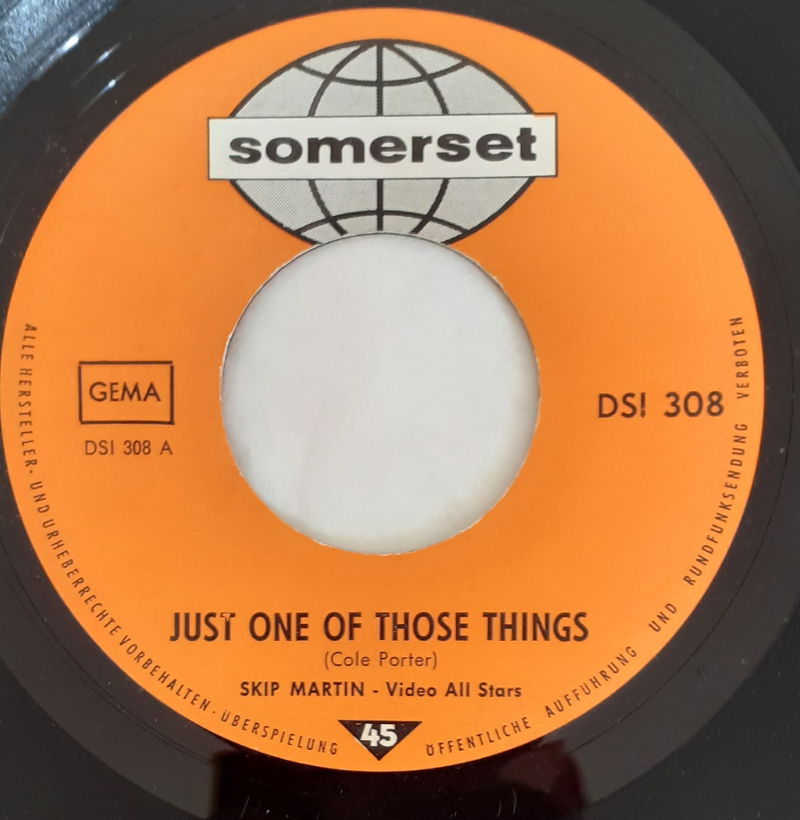 somerset
GEMA
DSI 308 A
DSI 308
JUST ONE OF THOSE THINGS
(Cole Porter)
SKIP MARTIN - Video All Stars
45
ALLE HERSTELLER- UND URHEBERRECHTE VORBEHALTEN. ÜBERSPIELUNG ÖFFENTLICHE AUFFÜHRUNG UND RUNDFUNKSENDUNG VERBOTEN